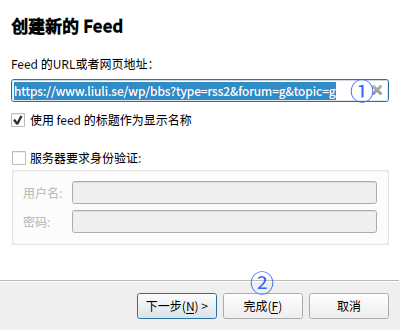 创建新的 Feed
Feed 的URL或者网页地址:
https://www.liuli.se/wp/bbs?type=rss2&forum=g&topic=g ①
使用 feed 的标题作为显示名称
服务器要求身份验证:
用户名:
密码:
②
下一步(N) > 完成(F) 取消